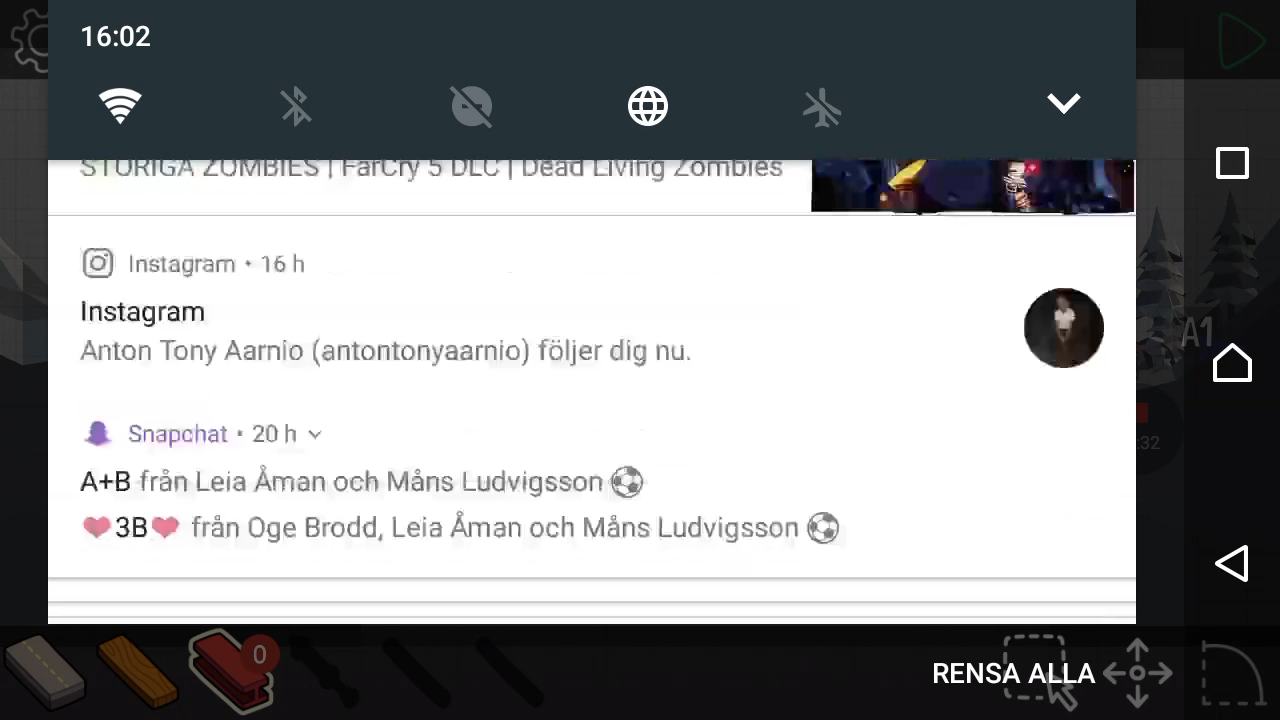 16:02
STORIGA ZOMBIES | FarCry 5 DLC | Dead Living Zombies
Instagram • 16 h
Instagram
Anton Tony Aarnio (antontonyaarnio) följer dig nu.
A1
Snapchat • 20 h
:32
A+B från Leia Åman och Måns Ludvigsson ⚽
❤3B❤ från Oge Brodd, Leia Åman och Måns Ludvigsson ⚽
0
RENSA ALLA